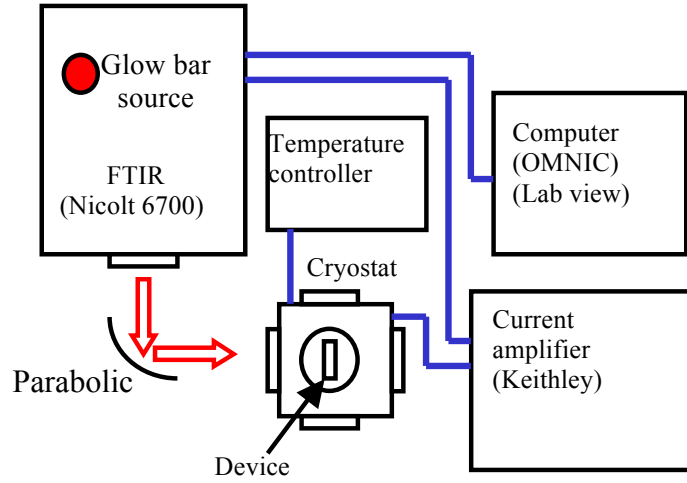 Glow bar
source
FTIR
(Nicolt 6700)
Temperature
controller
Computer
(OMNIC)
(Lab view)
Cryostat
Current
amplifier
(Keithley)
Parabolic
Device